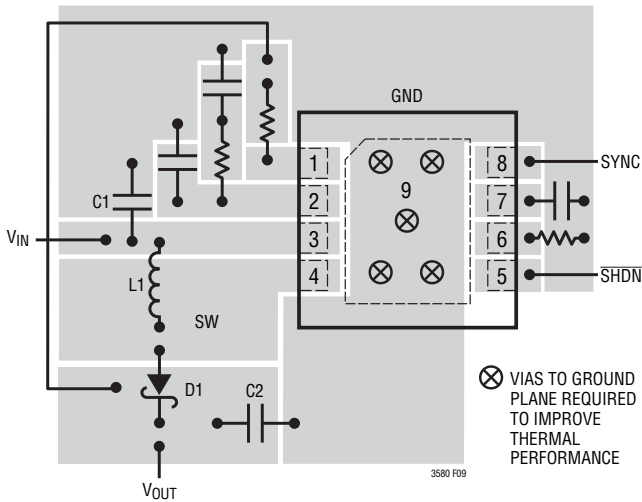 GND
1
8
SYNC
2
9
7
C1
3
6
VIN
4
5
SHDN
L1
SW
D1
C2
VIAS TO GROUND
PLANE REQUIRED
TO IMPROVE
THERMAL
PERFORMANCE
3580 F09
VOUT